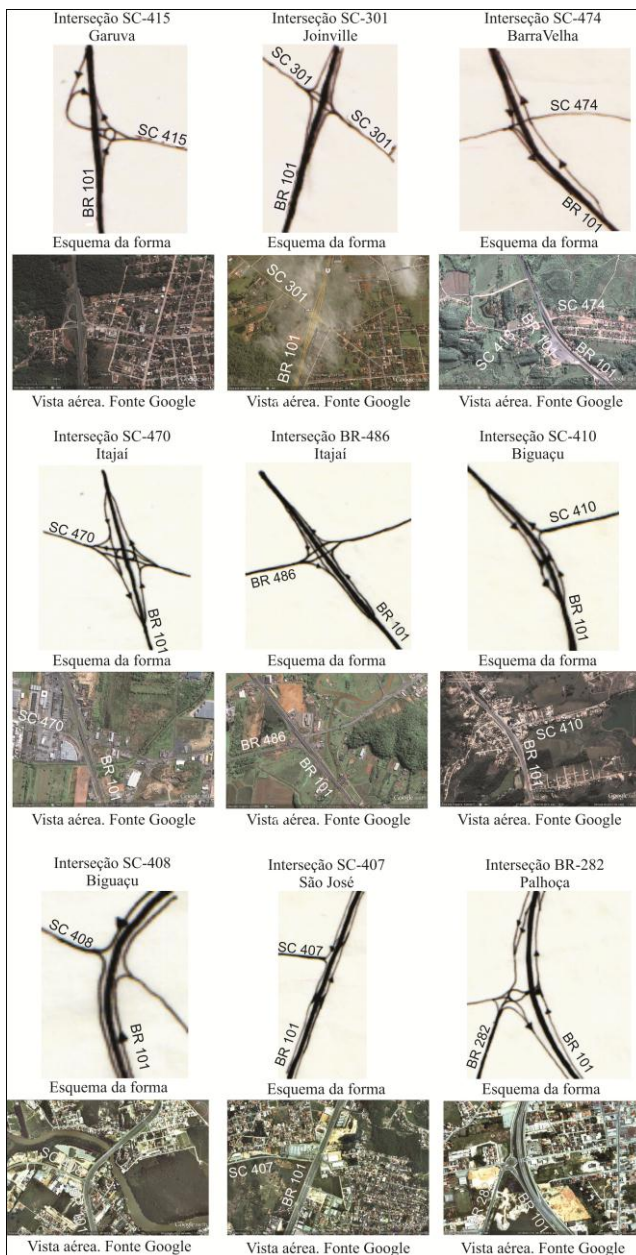 Interseção SC-415
Garuva
Interseção SC-301
Joinville
Interseção SC-474
BarraVelha
SC 415
BR 101
SC 301
SC 301
BR 101
SC 474
BR 101
Esquema da forma
Esquema da forma
Esquema da forma
SC 301
BR 101
SC 474
BR 101
BR 101
Vista aérea. Fonte Google
Vista aérea. Fonte Google
Vista aérea. Fonte Google
Interseção SC-470
Itajaí
Interseção BR-486
Itajaí
Interseção SC-410
Biguaçu
SC 470
BR 101
BR 486
BR 101
SC 410
BR 101
Esquema da forma
Esquema da forma
Esquema da forma
SC-470
BR 101
BR 486
BR 101
SC 410
BR 101
Vista aérea. Fonte Google
Vista aérea. Fonte Google
Vista aérea. Fonte Google
Interseção SC-408
Biguaçu
Interseção SC-407
São José
Interseção BR-282
Palhoça
SC 408
BR 101
SC 407
BR 101
BR 282
BR 101
Esquema da forma
Esquema da forma
Esquema da forma
SC 407
BR 101
BR 282
BR 101
Vista aérea. Fonte Google
Vista aérea. Fonte Google
Vista aérea. Fonte Google